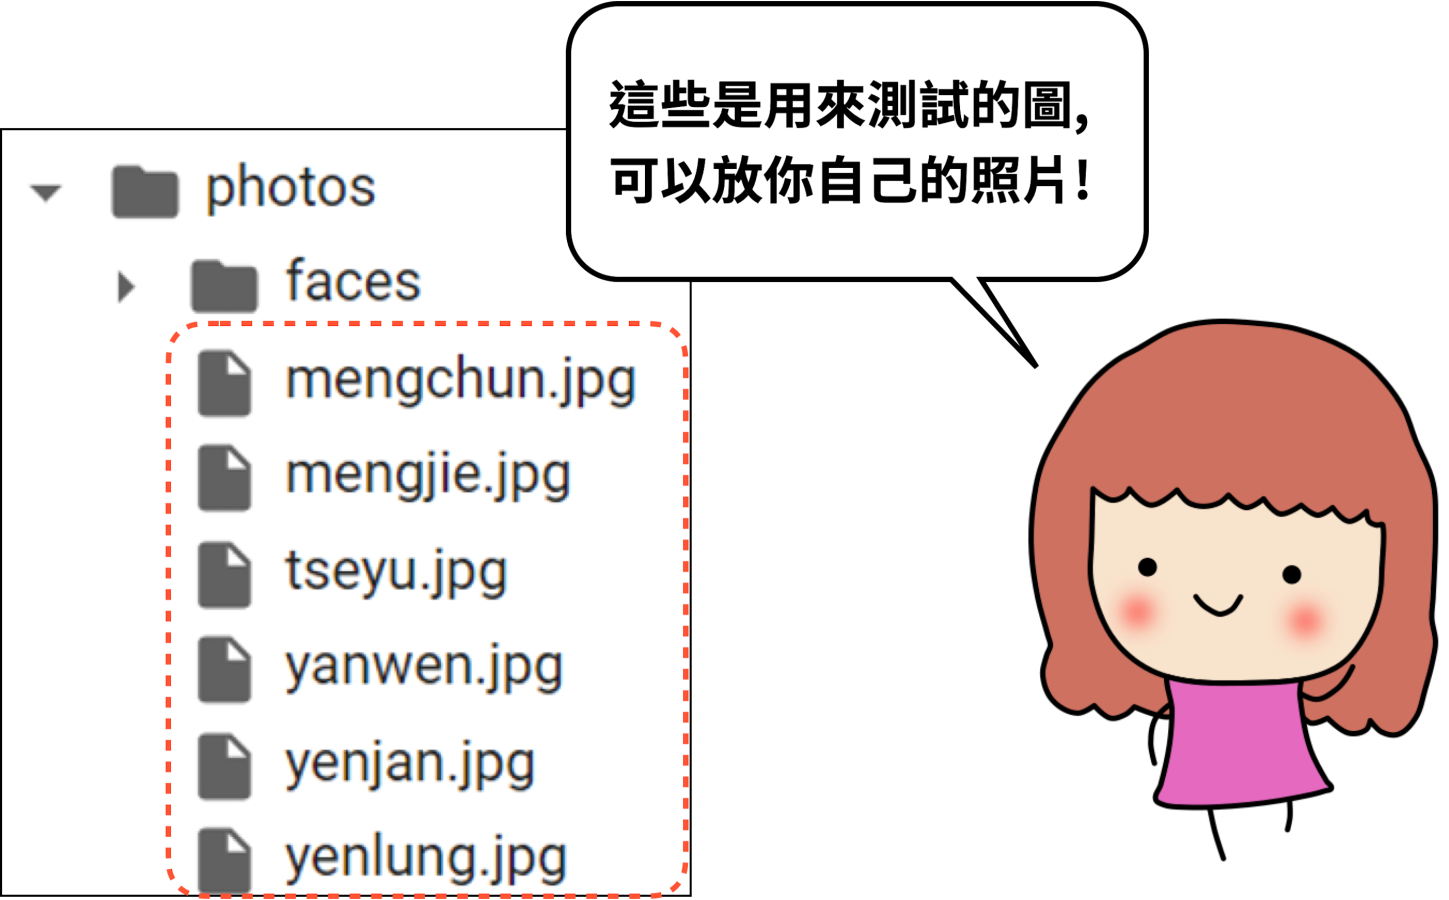 這些是用來測試的圖,
可以放你自己的照片!
photos
faces
mengchun.jpg
mengjie.jpg
tseyu.jpg
yanwen.jpg
yenjan.jpg
yenlung.jpg